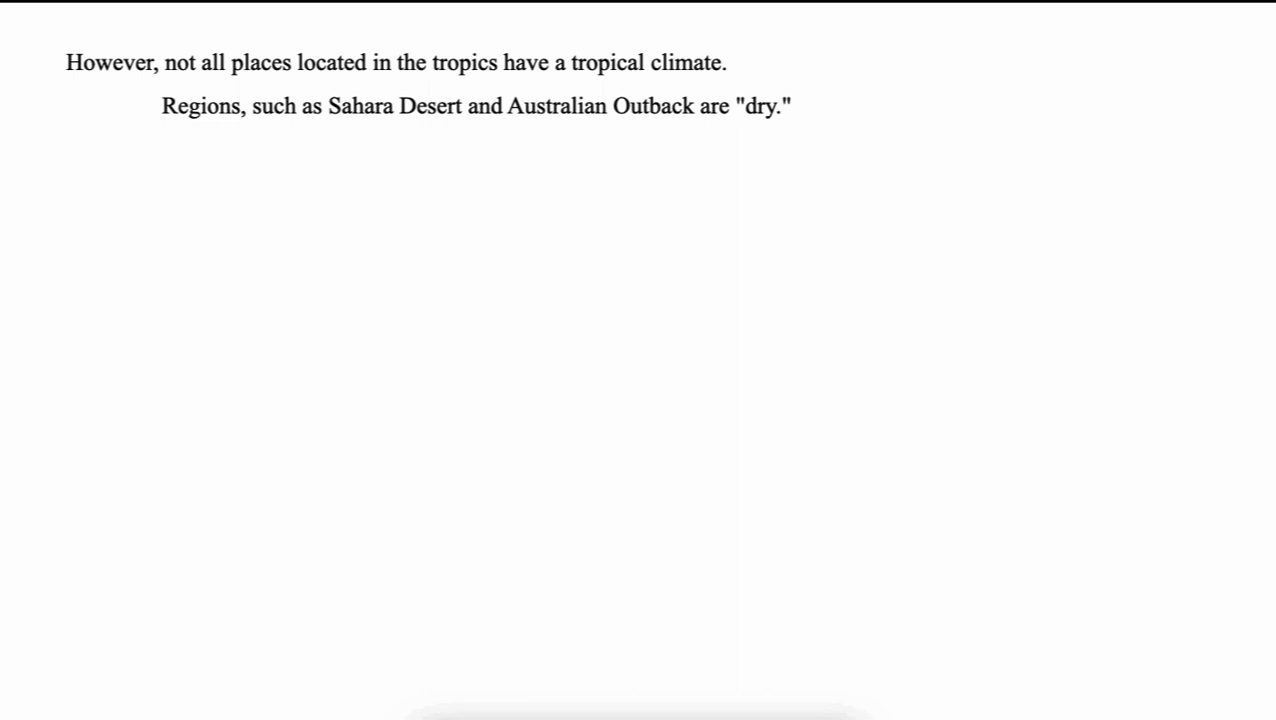 However, not all places located in the tropics have a tropical climate.
Regions, such as Sahara Desert and Australian Outback are "dry."